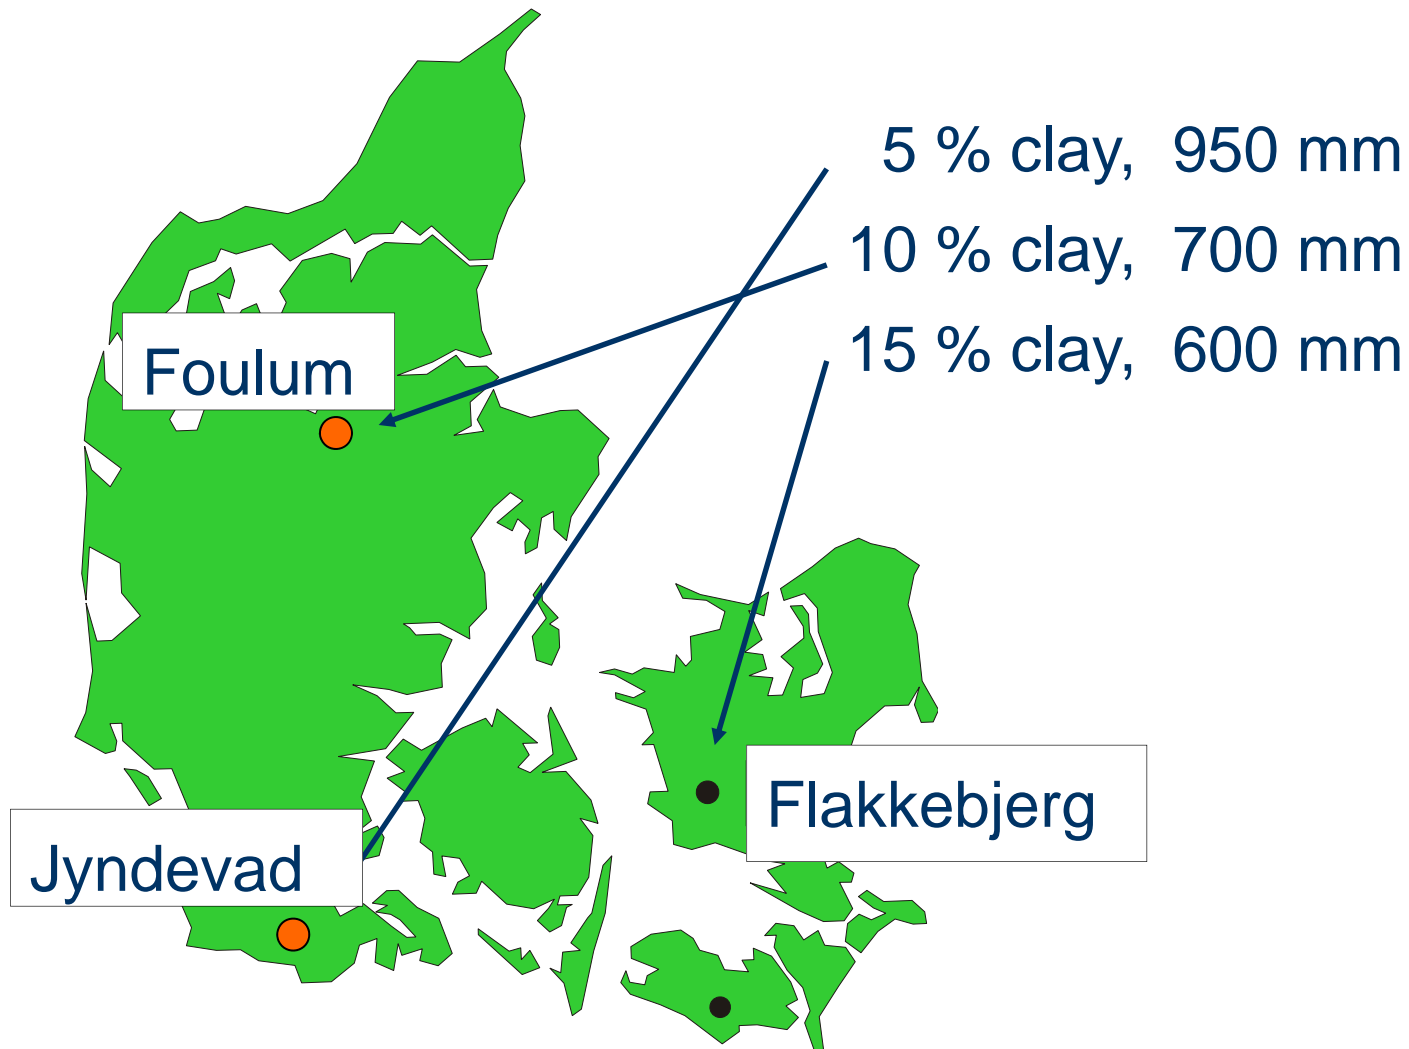 5 % clay, 950 mm
10 % clay, 700 mm
15 % clay, 600 mm
Foulum
Flakkebjerg
Jyndevad